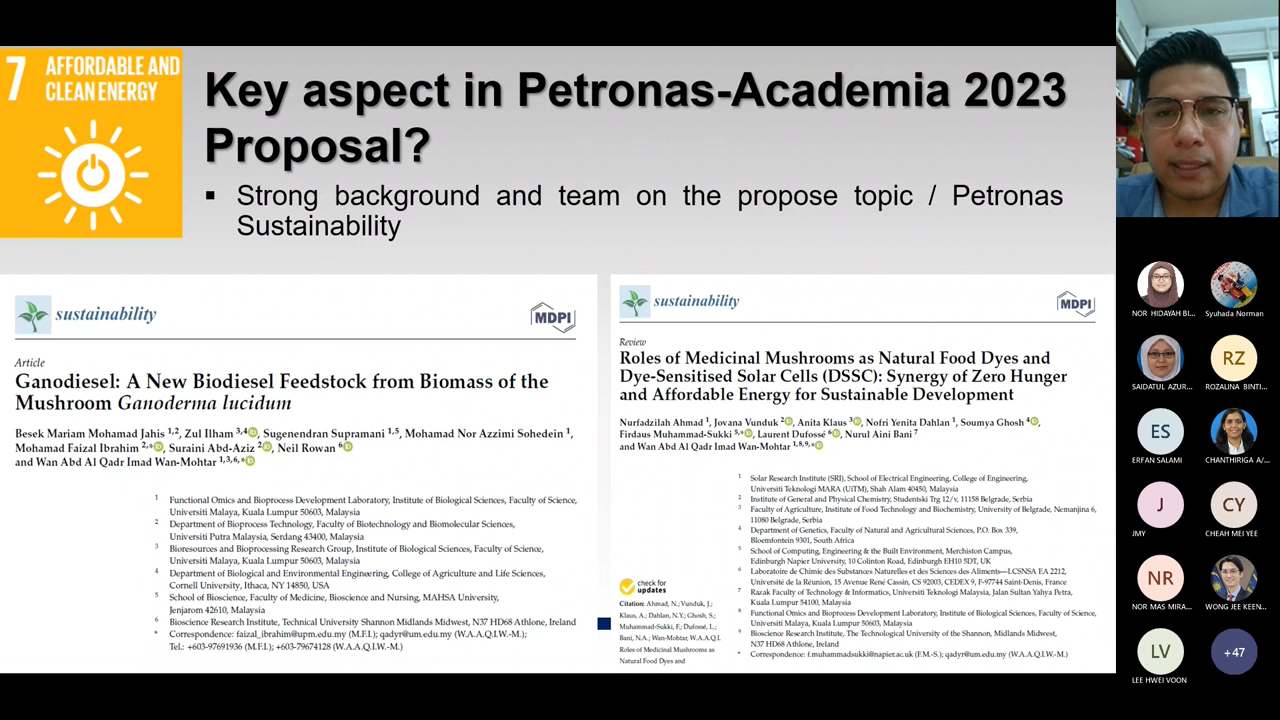 7 AFFORDABLE AND
CLEAN ENERGY
Key aspect in Petronas-Academia 2023
Proposal?
▪ Strong background and team on the propose topic / Petronas
Sustainability
sustainability
MDPI
Article
Ganodiesel: A New Biodiesel Feedstock from Biomass of the
Mushroom Ganoderma lucidum
Besek Mariam Mohamad Jahis 1,2, Zul Ilham 3,4, Sugenendran Supramani 1,5, Mohamad Nor Azzimi Sohedein 1,
Mohamad Faizal Ibrahim 2,*, Suraini Abd-Aziz 2, Neil Rowan 6
and Wan Abd Al Qadr Imad Wan-Mohtar 1,3,6,*
1 Functional Omics and Bioprocess Development Laboratory, Institute of Biological Sciences, Faculty of Science,
Universiti Malaya, Kuala Lumpur 50603, Malaysia
2 Department of Bioprocess Technology, Faculty of Biotechnology and Biomolecular Sciences,
Universiti Putra Malaysia, Serdang 43400, Malaysia
3 Bioresources and Bioprocessing Research Group, Institute of Biological Sciences, Faculty of Science,
Universiti Malaya, Kuala Lumpur 50603, Malaysia
4 Department of Biological and Environmental Engineering, College of Agriculture and Life Sciences,
Cornell University, Ithaca, NY 14850, USA
5 School of Bioscience, Faculty of Medicine, Bioscience and Nursing, MAHSA University,
Jenjarom 42610, Malaysia
6 Bioscience Research Institute, Technical University Shannon Midlands Midwest, N37 HD68 Athlone, Ireland
* Correspondence: faizal_ibrahim@upm.edu.my (M.F.I.); qadyr@um.edu.my (W.A.A.Q.I.W.-M.);
Tel.: +603-97691936 (M.F.I.); +603-79674128 (W.A.A.Q.I.W.-M.)
sustainability
MDPI
Review
Roles of Medicinal Mushrooms as Natural Food Dyes and
Dye-Sensitised Solar Cells (DSSC): Synergy of Zero Hunger
and Affordable Energy for Sustainable Development
Nurfadzilah Ahmad 1, Jovana Vunduk 2, Anita Klaus 3, Nofri Yenita Dahlan 1, Soumya Ghosh 4,
Firdaus Muhammad-Sukki 5,*, Laurent Dufossé 6, Nurul Aini Bani 7
and Wan Abd Al Qadr Imad Wan-Mohtar 1,8,9,*
1 Solar Research Institute (SRI), School of Electrical Engineering, College of Engineering,
Universiti Teknologi MARA (UiTM), Shah Alam 40450, Malaysia
2 Institute of General and Physical Chemistry, Studentski Trg 12/v, 11158 Belgrade, Serbia
3 Faculty of Agriculture, Institute of Food Technology and Biochemistry, University of Belgrade, Nemanjina 6,
11080 Belgrade, Serbia
4 Department of Genetics, Faculty of Natural and Agricultural Sciences, P.O. Box 339,
Bloemfontein 9301, South Africa
5 School of Computing, Engineering & the Built Environment, Merchiston Campus,
Edinburgh Napier University, 10 Colinton Road, Edinburgh EH10 5DT, UK
6 Laboratoire de Chimie des Substances Naturelles et des Sciences des Aliments—LCSNSA EA 2212,
Université de la Réunion, 15 Avenue René Cassin, CS 92003, CEDEX 9, F-97744 Saint-Denis, France
7 Razak Faculty of Technology & Informatics, Universiti Teknologi Malaysia, Jalan Sultan Yahya Petra,
Kuala Lumpur 54100, Malaysia
8 Functional Omics and Bioprocess Development Laboratory, Institute of Biological Sciences, Faculty of Science,
Universiti Malaya, Kuala Lumpur 50603, Malaysia
9 Bioscience Research Institute, The Technological University of the Shannon, Midlands Midwest,
N37 HD68 Athlone, Ireland
* Correspondence: f.muhammadsukki@napier.ac.uk (F.M.-S.); qadyr@um.edu.my (W.A.A.Q.I.W.-M.)
check for
updates
Citation: Ahmad, N.; Vunduk, J.;
Klaus, A.; Dahlan, N.Y.; Ghosh, S.;
Muhammad-Sukki, F.; Dufossé, L.;
Bani, N.A.; Wan-Mohtar, W.A.A.Q.I.
Roles of Medicinal Mushrooms as
Natural Food Dyes and
NOR HIDAYAH BI...
Syuhada Norman
SAIDATUL AZUR...
RZ
ROZALINA BINTI...
ES
ERFAN SALAMI
CHANTHIRIGA A/...
J
JMY
CY
CHEAH MEI YEE
NR
NOR MAS MIRA...
WONG JEE KEEN...
LV
LEE HWEI VOON
+47